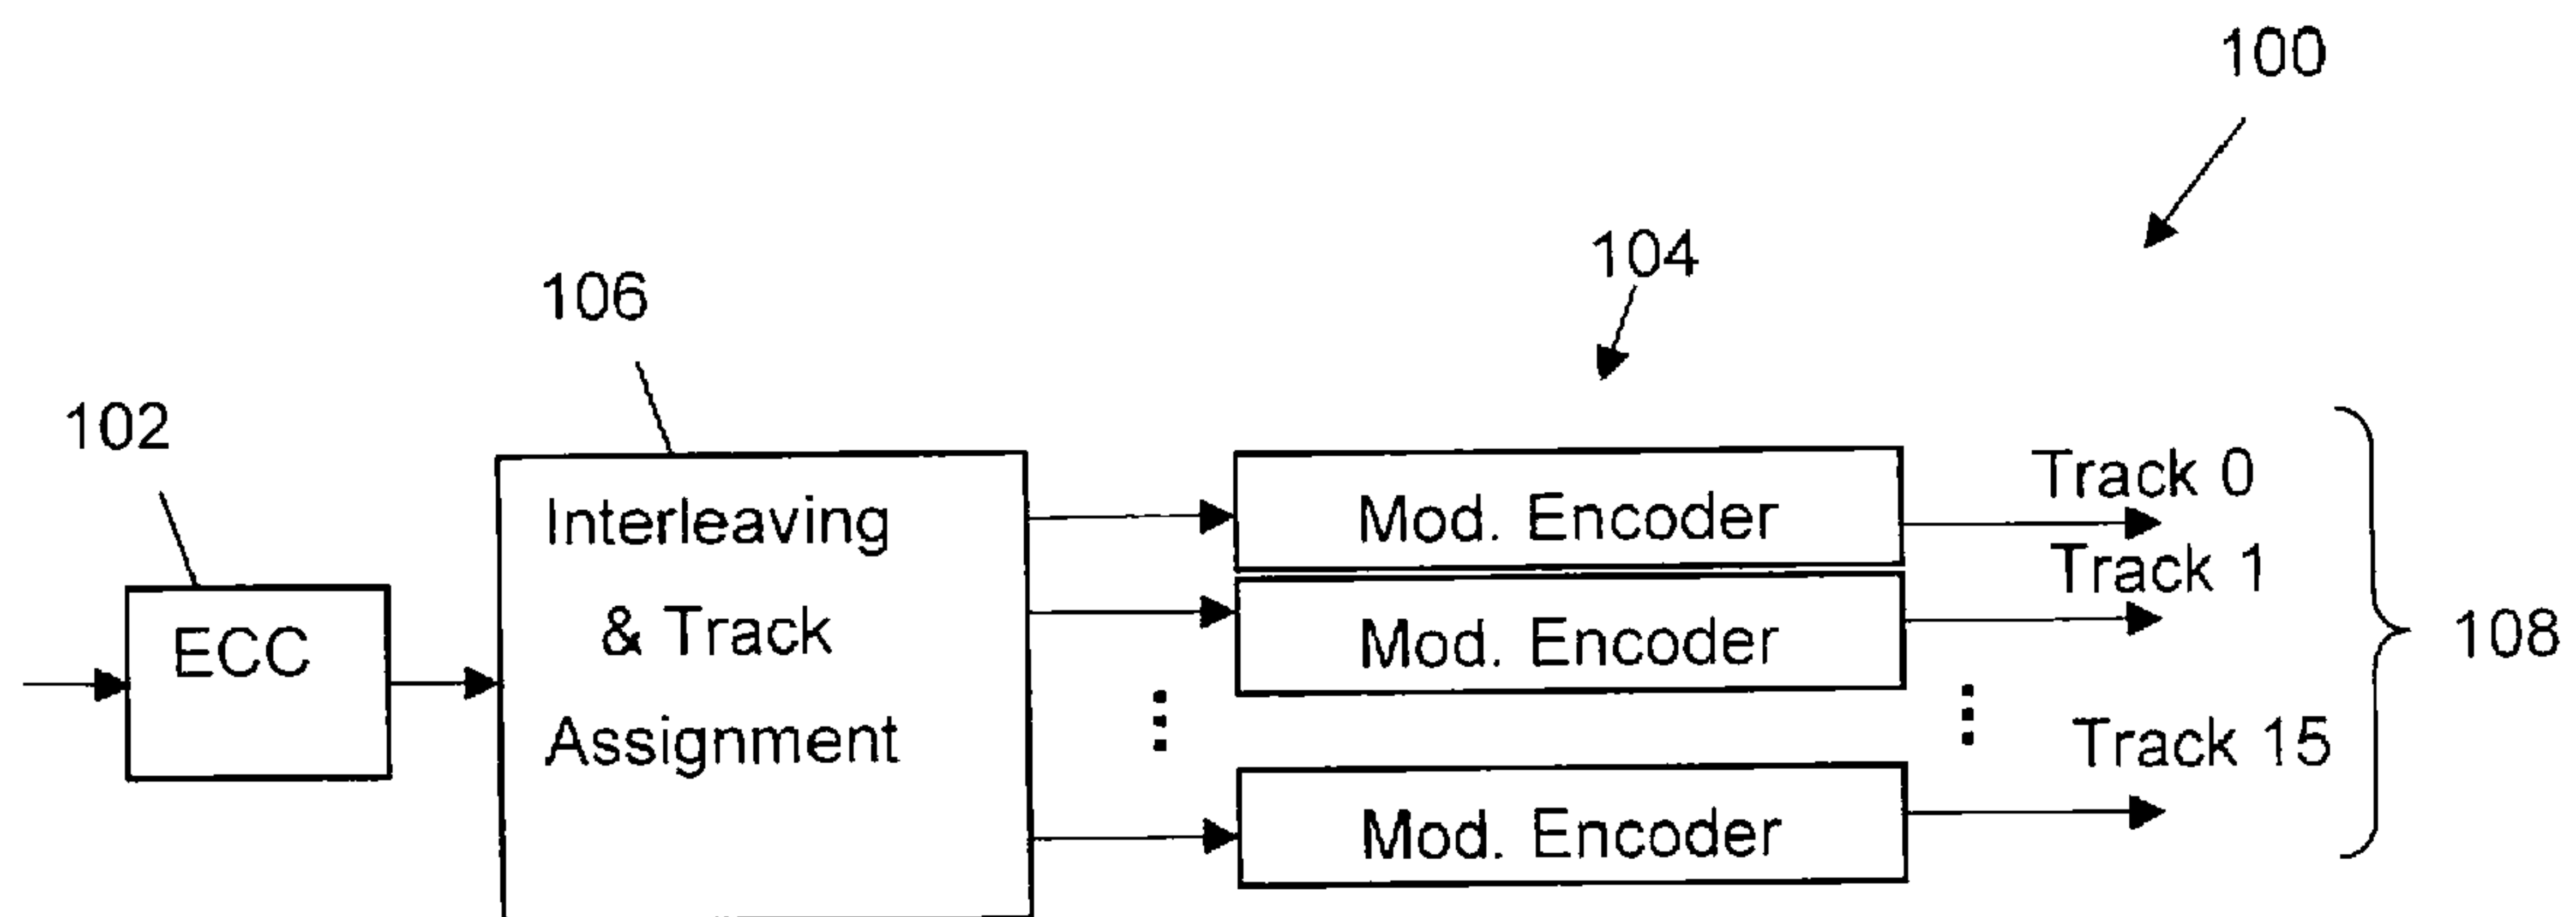 100
104
106
102
ECC
Interleaving
& Track
Assignment
Mod. Encoder
Mod. Encoder
Mod. Encoder
Track 0
Track 1
Track 15
108